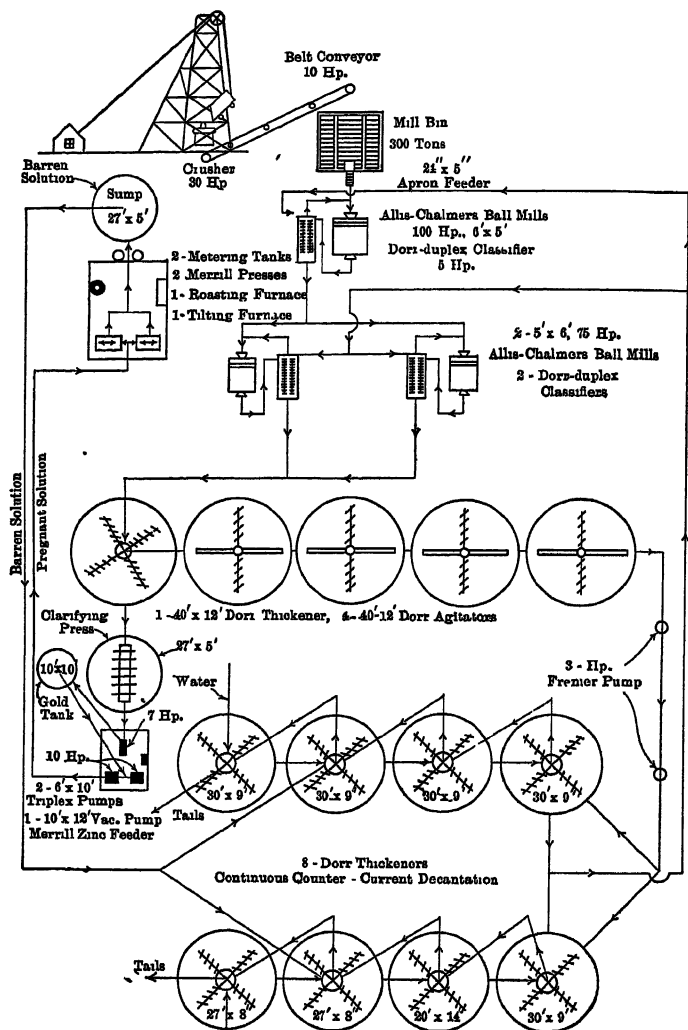 Belt Conveyor
10 Hp.
Mill Bin
300 Tons
Crusher
30 Hp
24" x 5"
Apron Feeder
Barren
Solution
Sump
27' x 5'
Allis-Chalmers Ball Mills
100 Hp., 6' x 5'
Dorr-duplex Classifier
5 Hp.
2 - Metering Tanks
2 Merrill Presses
1 - Roasting Furnace
1 - Tilting Furnace
2 - 5' x 6,' 75 Hp.
Allis-Chalmers Ball Mills
2 - Dorr-duplex
Classifiers
Barren Solution
Pregnant Solution
1 - 40' x 12' Dorr Thickener, 4 - 40'-12' Dorr Agitators
Clarifying
Press
27' x 5'
10'x10'
Gold
Tank
Water
7 Hp.
3 - Hp.
Frenier Pump
10 Hp.
30' x 9'
30' x 9'
30' x 9
30' x 9'
2 - 6' x 10'
Triplex Pumps
1 - 10' x 12' Vac. Pump
Merrill Zinc Feeder
Tails
8 - Dorr Thickeners
Continuous Counter - Current Decantation
Tails
27' x 8'
27' x 8
20' x 14'
30' x 9'